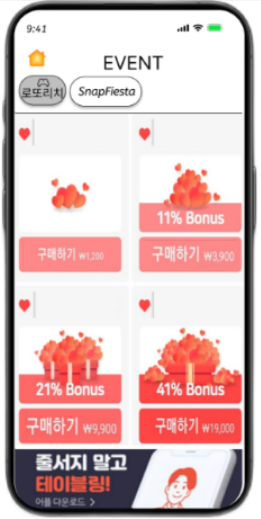 9:41
EVENT
로또리치
SnapFiesta
11% Bonus
구매하기 ₩1,200
구매하기 ₩3,900
21% Bonus
41% Bonus
구매하기 ₩9,900
구매하기 ₩19,000
줄서지 말고
테이블링!
어플 다운로드 >